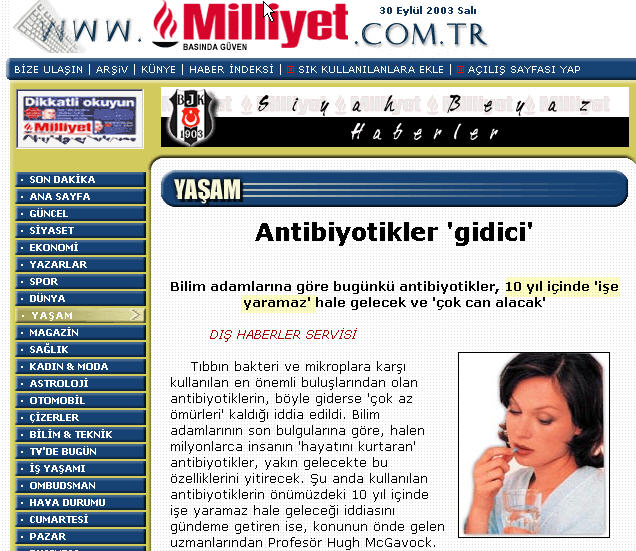 WWW. Milliyet .COM.TR
BASINDA GÜVEN
30 Eylül 2003 Salı
BİZE ULAŞIN | ARŞiV | KÜNYE | HABER İNDEKSİ | SIK KULLANILANLARA EKLE | AÇILIŞ SAYFASI YAP
Dikkatli okuyun
Milliyet
BJK
1903
Siyah Beyaz
Haberler
SON DAKİKA
ANA SAYFA
GÜNCEL
SİYASET
EKONOMİ
YAZARLAR
SPOR
DÜNYA
YAŞAM
MAGAZİN
SAĞLIK
KADIN & MODA
ASTROLOJİ
OTOMOBİL
ÇİZERLER
BİLİM & TEKNİK
TV'DE BUGÜN
İŞ YAŞAMI
OMBUDSMAN
HAVA DURUMU
CUMARTESİ
PAZAR
YAŞAM
Antibiyotikler 'gidici'
Bilim adamlarına göre bugünkü antibiyotikler, 10 yıl içinde 'işe
yaramaz' hale gelecek ve 'çok can alacak'
DIŞ HABERLER SERVİSİ
Tıbbın bakteri ve mikroplara karşı
kullanılan en önemli buluşlarından olan
antibiyotiklerin, böyle giderse 'çok az
ömürleri' kaldığı iddia edildi. Bilim
adamlarının son bulgularına göre, halen
milyonlarca insanın 'hayatını kurtaran'
antibiyotikler, yakın gelecekte bu
özelliklerini yitirecek. Şu anda kullanılan
antibiyotiklerin önümüzdeki 10 yıl içinde
işe yaramaz hale geleceği iddiasını
gündeme getiren ise, konunun önde gelen
uzmanlarından Profesör Hugh McGavock.